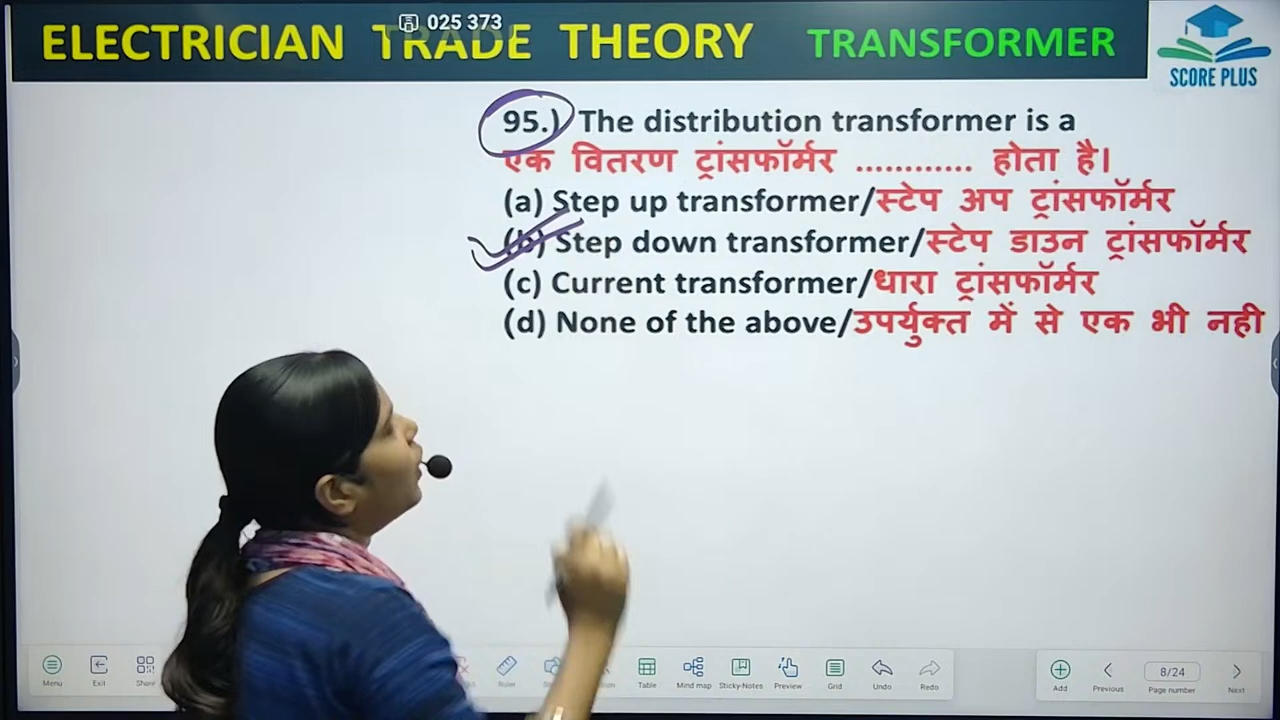 025 373
ELECTRICIAN TRADE THEORY TRANSFORMER
SCORE PLUS
95.) The distribution transformer is a
एक वितरण ट्रांसफॉर्मर ............ होता है।
(a) Step up transformer/स्टेप अप ट्रांसफॉर्मर
(b) Step down transformer/स्टेप डाउन ट्रांसफॉर्मर
(c) Current transformer/धारा ट्रांसफॉर्मर
(d) None of the above/उपर्युक्त में से एक भी नही
Menu Exit Share Ruler Table Mind map Sticky-Notes Preview Grid Undo Redo Add Previous 8/24 Page number Next